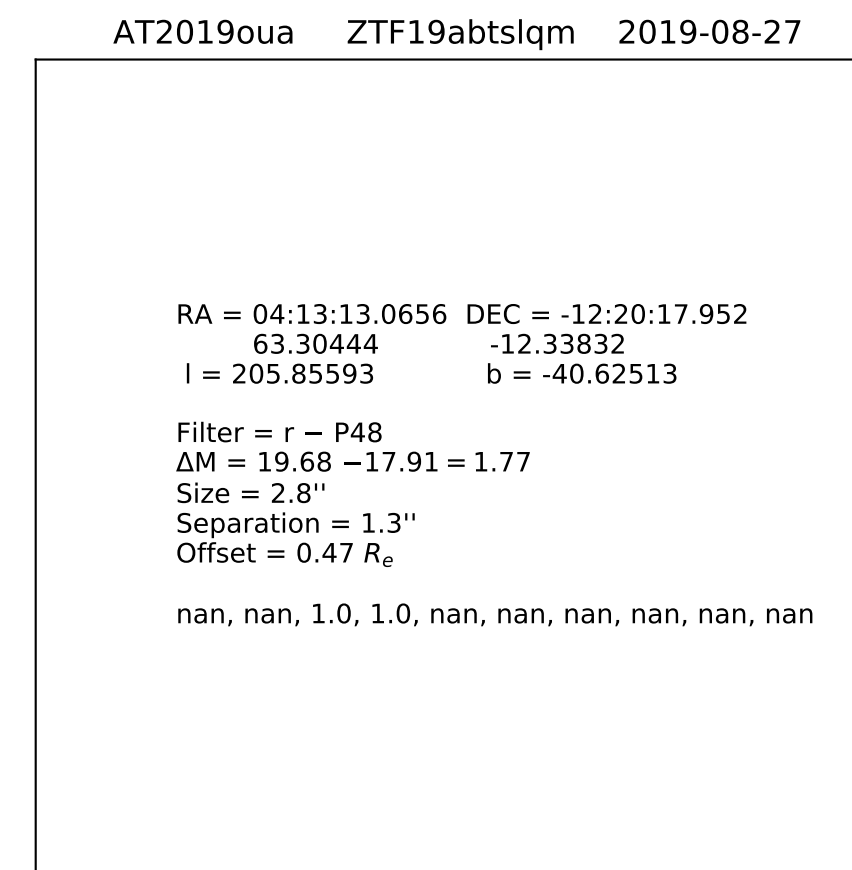 AT2019oua ZTF19abtslqm 2019-08-27
RA = 04:13:13.0656 DEC = -12:20:17.952
63.30444 -12.33832
l = 205.85593 b = -40.62513
Filter = r − P48
ΔM = 19.68 −17.91 = 1.77
Size = 2.8''
Separation = 1.3''
Offset = 0.47 Rₑ
nan, nan, 1.0, 1.0, nan, nan, nan, nan, nan, nan